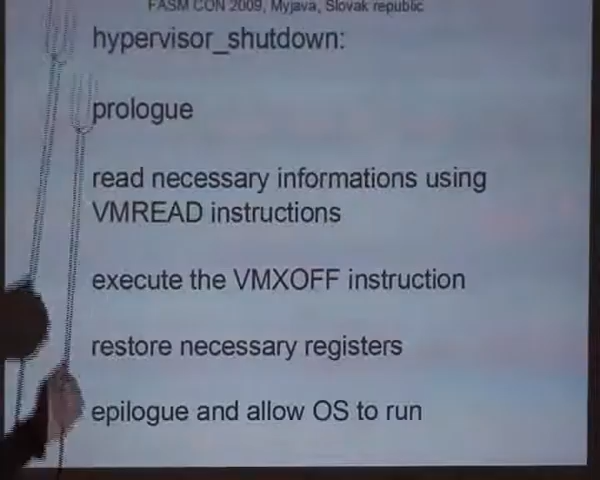 FASM CON 2009, Myjava, Slovak republic
hypervisor_shutdown:
prologue
read necessary informations using
VMREAD instructions
execute the VMXOFF instruction
restore necessary registers
epilogue and allow OS to run